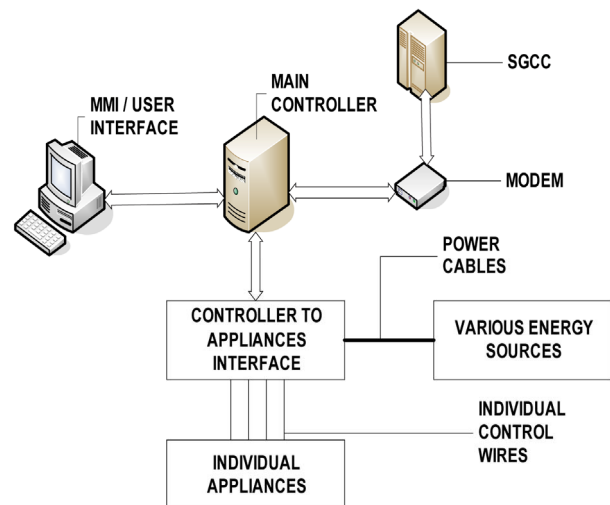 SGCC
MAIN
CONTROLLER
MMI / USER
INTERFACE
MODEM
POWER
CABLES
CONTROLLER TO
APPLIANCES
INTERFACE
VARIOUS ENERGY
SOURCES
INDIVIDUAL
CONTROL
WIRES
INDIVIDUAL
APPLIANCES